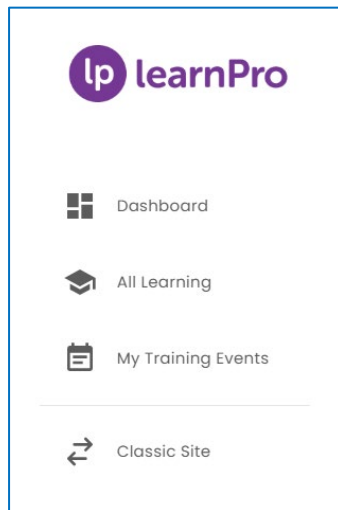 lp learnPro
Dashboard
All Learning
My Training Events
Classic Site